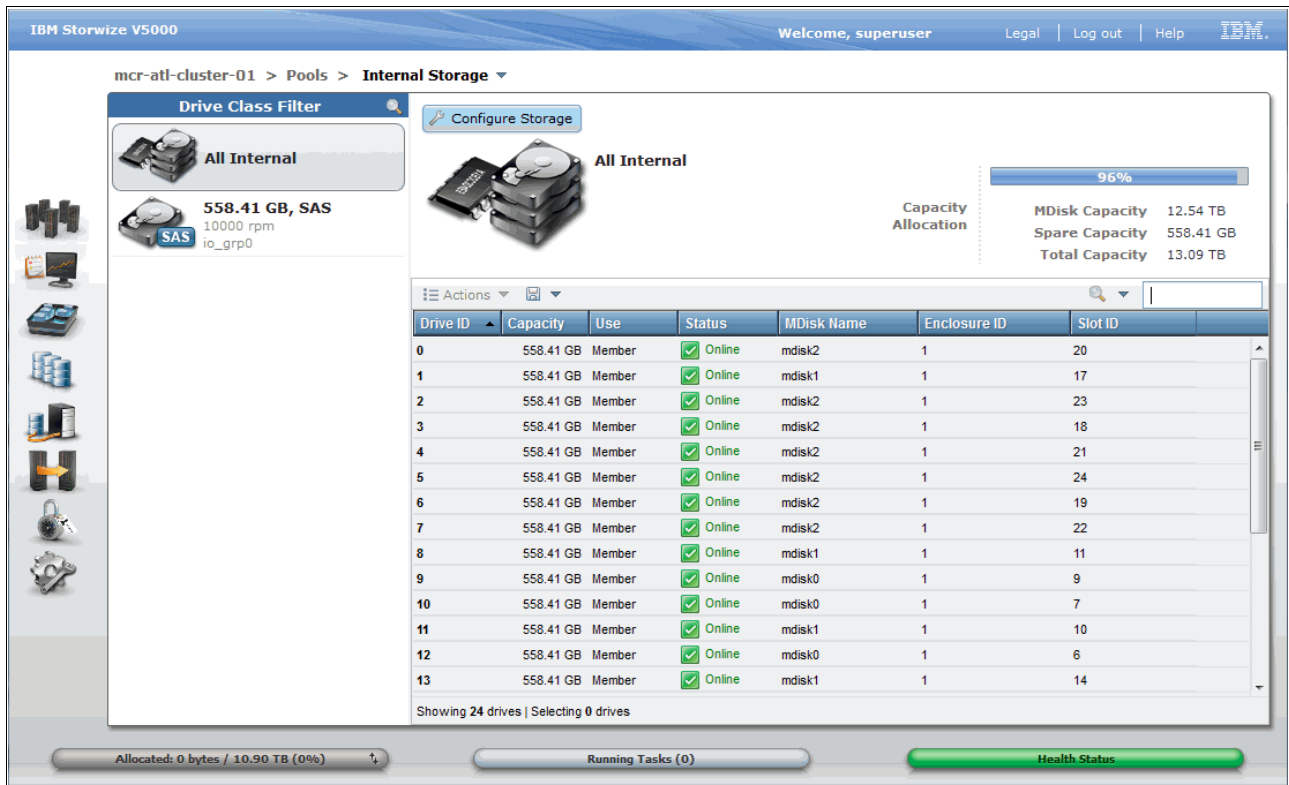 IBM Storwize V5000
Welcome, superuser
Legal | Log out | Help
IBM.
mcr-atl-cluster-01 > Pools > Internal Storage
Drive Class Filter
All Internal
558.41 GB, SAS
SAS
10000 rpm
io_grp0
Configure Storage
All Internal
Capacity Allocation
96%
MDisk Capacity 12.54 TB
Spare Capacity 558.41 GB
Total Capacity 13.09 TB
Actions
Drive ID Capacity Use Status MDisk Name Enclosure ID Slot ID
0 558.41 GB Member Online mdisk2 1 20
1 558.41 GB Member Online mdisk1 1 17
2 558.41 GB Member Online mdisk2 1 23
3 558.41 GB Member Online mdisk2 1 18
4 558.41 GB Member Online mdisk2 1 21
5 558.41 GB Member Online mdisk2 1 24
6 558.41 GB Member Online mdisk2 1 19
7 558.41 GB Member Online mdisk2 1 22
8 558.41 GB Member Online mdisk1 1 11
9 558.41 GB Member Online mdisk0 1 9
10 558.41 GB Member Online mdisk0 1 7
11 558.41 GB Member Online mdisk1 1 10
12 558.41 GB Member Online mdisk0 1 6
13 558.41 GB Member Online mdisk1 1 14
Showing 24 drives | Selecting 0 drives
Allocated: 0 bytes / 10.90 TB (0%)
Running Tasks (0)
Health Status